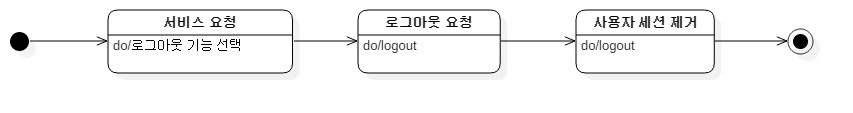 서비스 요청
do/로그아웃 기능 선택
로그아웃 요청
do/logout
사용자 세션 제거
do/logout